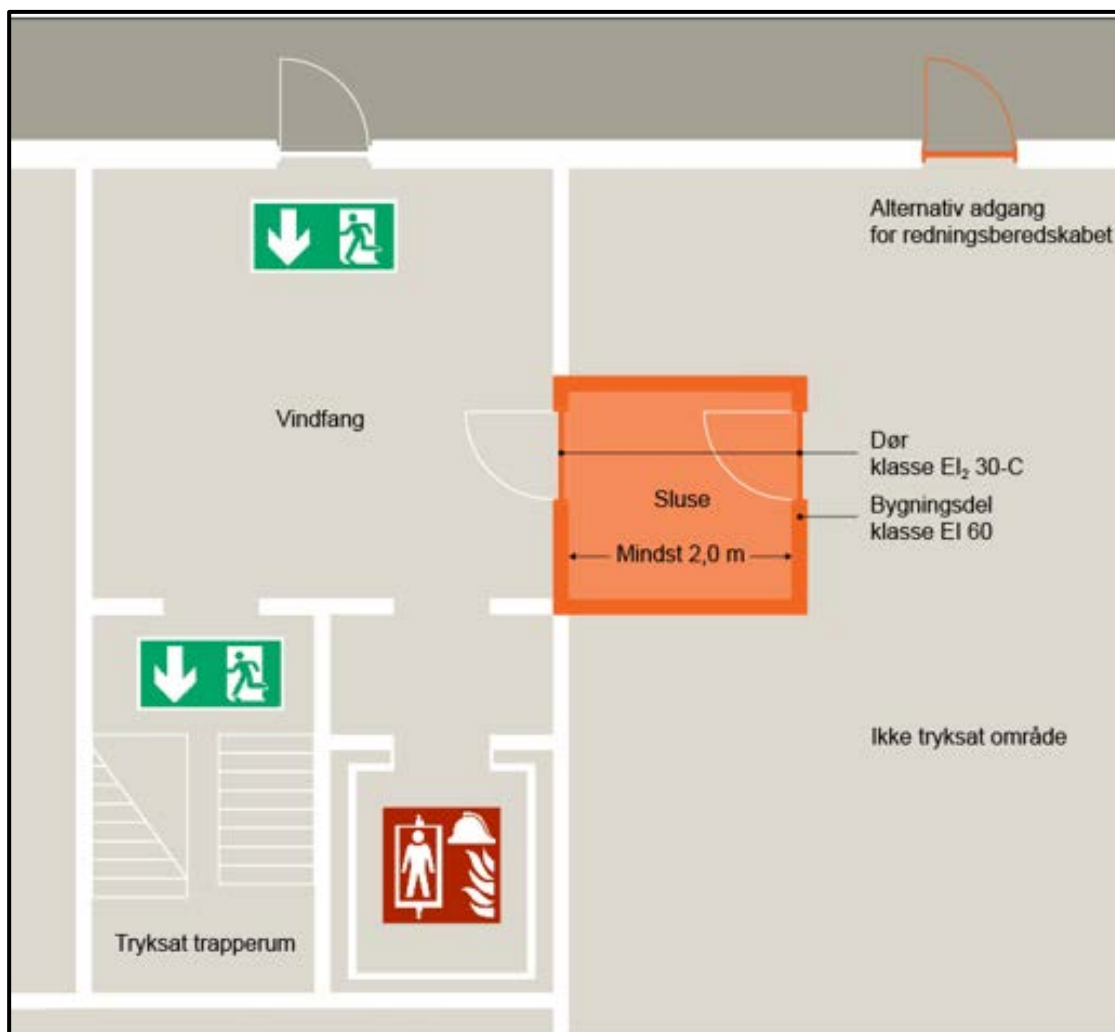 Alternativ adgang
for redningsberedskabet
Vindfang
Dør
klasse EI₂ 30-C
Sluse
Bygningsdel
klasse EI 60
Mindst 2,0 m
Ikke tryksat område
Tryksat trapperum